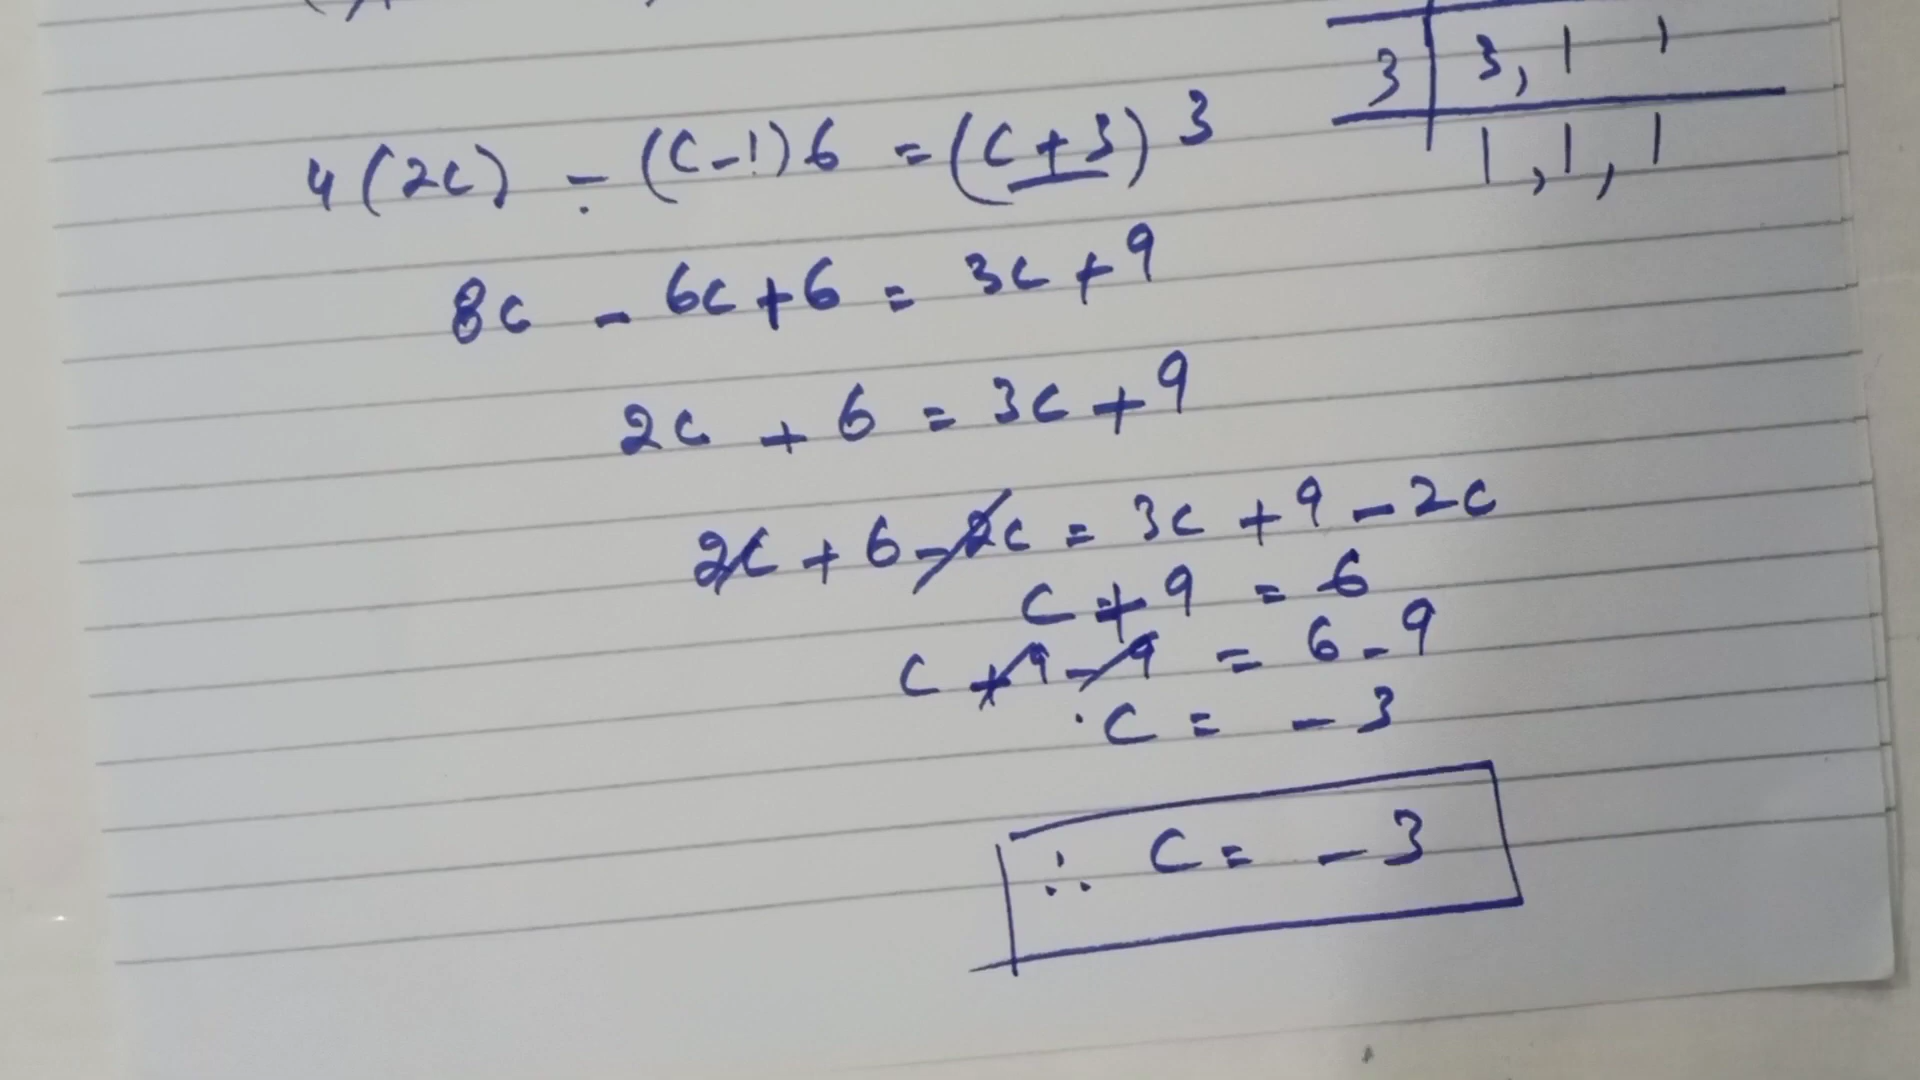 4(2c) - (c-1)6 = (c+3)3
8c - 6c+6 = 3c+9
2c + 6 = 3c+9
2c + 6 - 2c = 3c + 9 - 2c
c + 9 = 6
c + 9 - 9 = 6 - 9
c = - 3
∴ c = - 3
3 | 3, 1 1
1, 1, 1